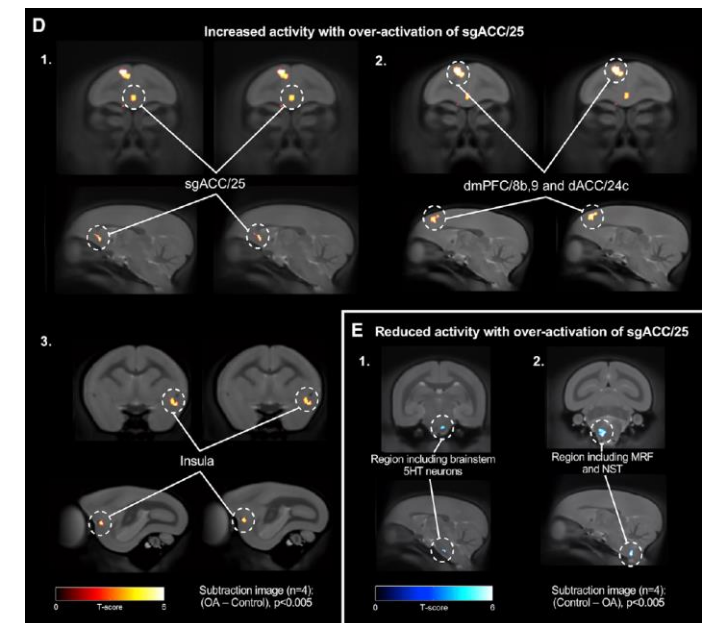 D
Increased activity with over-activation of sgACC/25
1.
2.
sgACC/25
dmPFC/8b,9 and dACC/24c
3.
Insula
0
T-score
5
Subtraction image (n=4):
(OA – Control), p<0.005
E
Reduced activity with over-activation of sgACC/25
1.
2.
Region including brainstem
5HT neurons
Region including MRF
and NST
0
T-score
6
Subtraction image (n=4):
(Control – OA), p<0.005